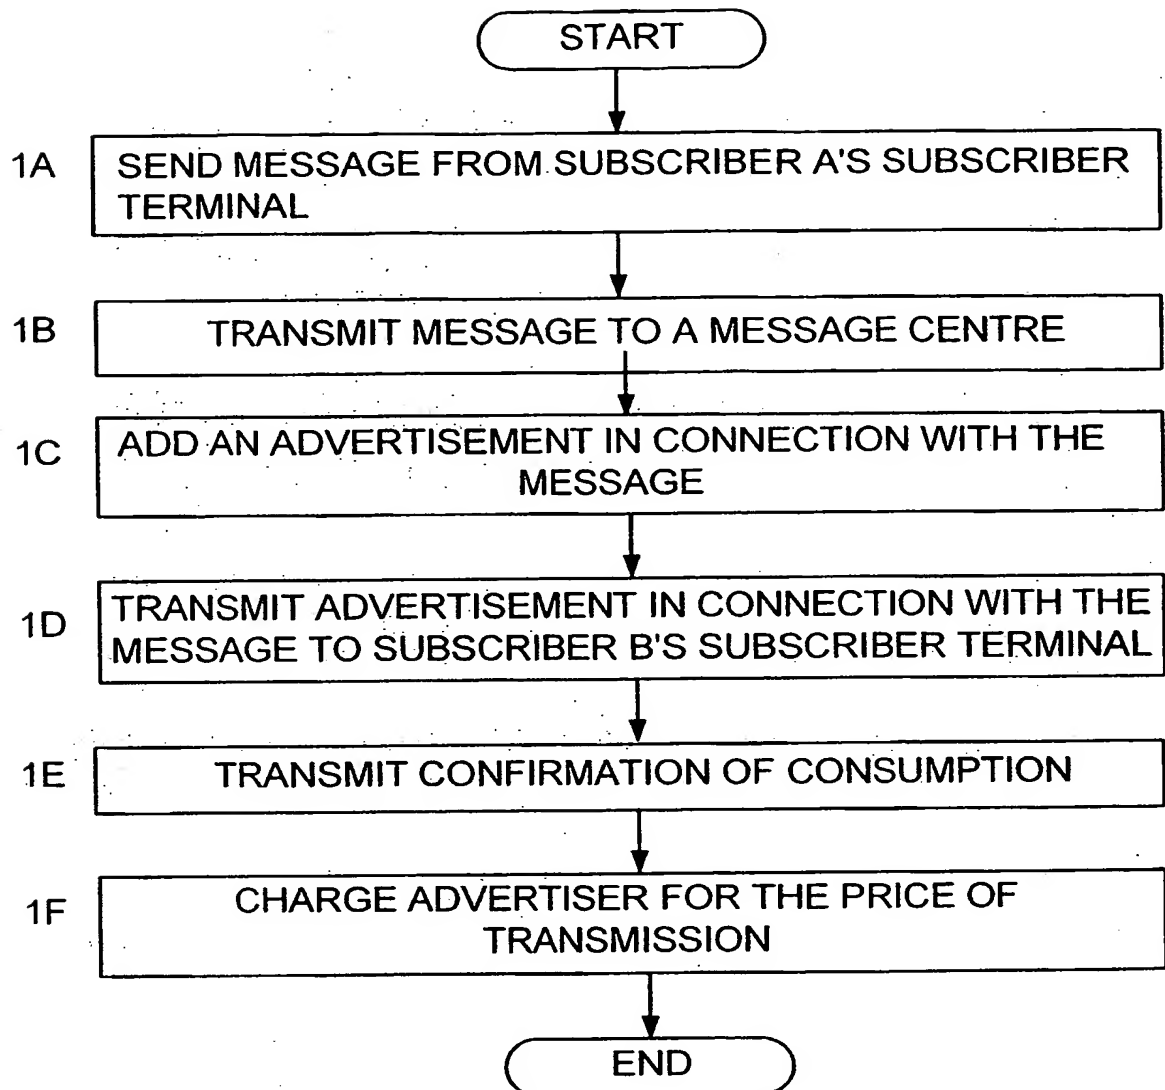 START
1A
SEND MESSAGE FROM SUBSCRIBER A'S SUBSCRIBER
TERMINAL
1B
TRANSMIT MESSAGE TO A MESSAGE CENTRE
1C
ADD AN ADVERTISEMENT IN CONNECTION WITH THE
MESSAGE
1D
TRANSMIT ADVERTISEMENT IN CONNECTION WITH THE
MESSAGE TO SUBSCRIBER B'S SUBSCRIBER TERMINAL
1E
TRANSMIT CONFIRMATION OF CONSUMPTION
1F
CHARGE ADVERTISER FOR THE PRICE OF
TRANSMISSION
END